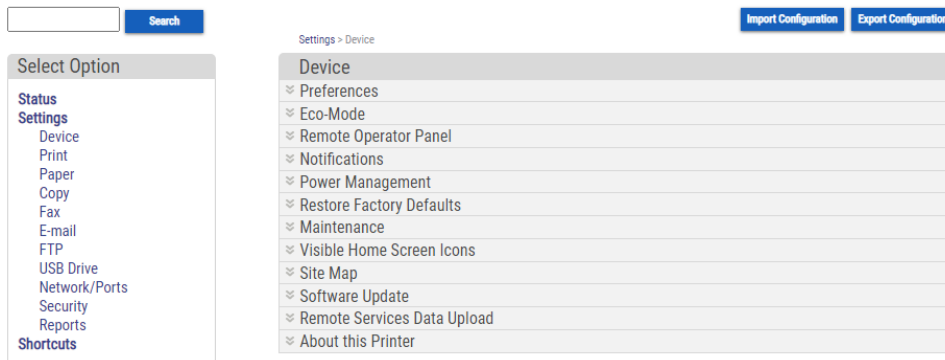 Search
Import Configuration
Export Configuration
Settings > Device
Select Option
Status
Settings
Device
Print
Paper
Copy
Fax
E-mail
FTP
USB Drive
Network/Ports
Security
Reports
Shortcuts
Device
Preferences
Eco-Mode
Remote Operator Panel
Notifications
Power Management
Restore Factory Defaults
Maintenance
Visible Home Screen Icons
Site Map
Software Update
Remote Services Data Upload
About this Printer